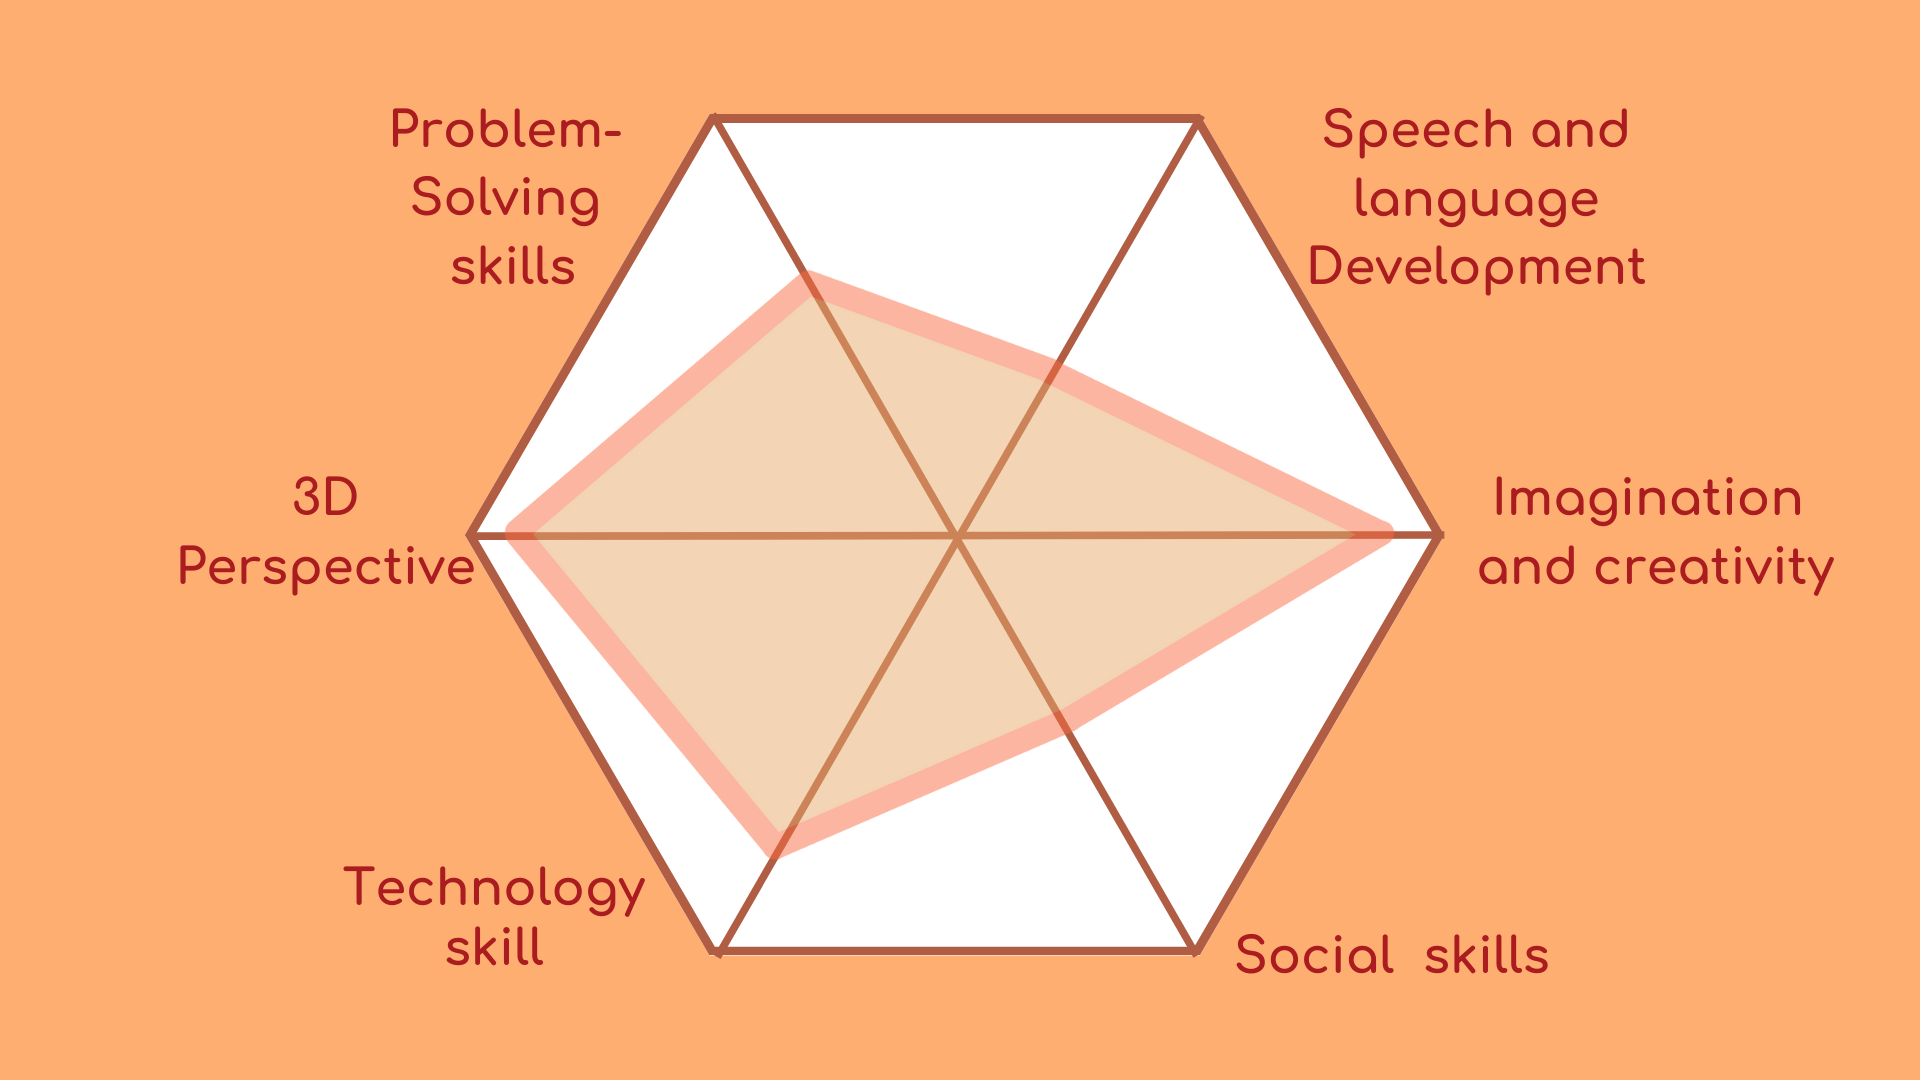 Problem-
Solving
skills
Speech and
language
Development
3D
Perspective
Imagination
and creativity
Technology
skill
Social skills